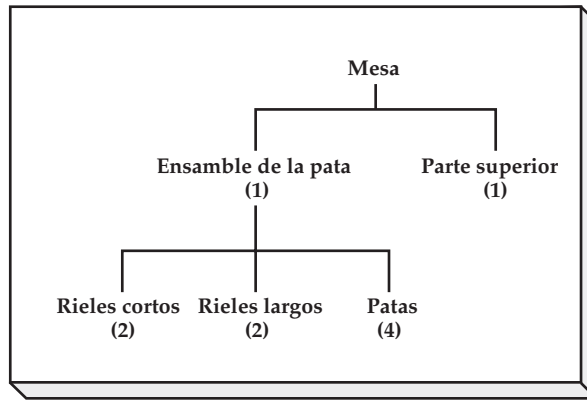 Mesa
Ensamble de la pata
(1)
Parte superior
(1)
Rieles cortos
(2)
Rieles largos
(2)
Patas
(4)